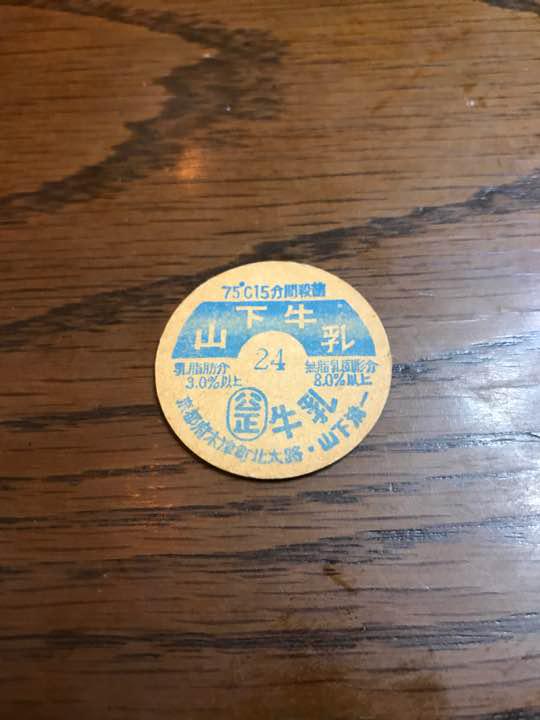 75℃15分間殺菌
山下牛乳
24
乳脂肪分
3.0%以上
無脂乳固形分
8.0%以上
公正
牛乳
京都府木津町北大路・山下